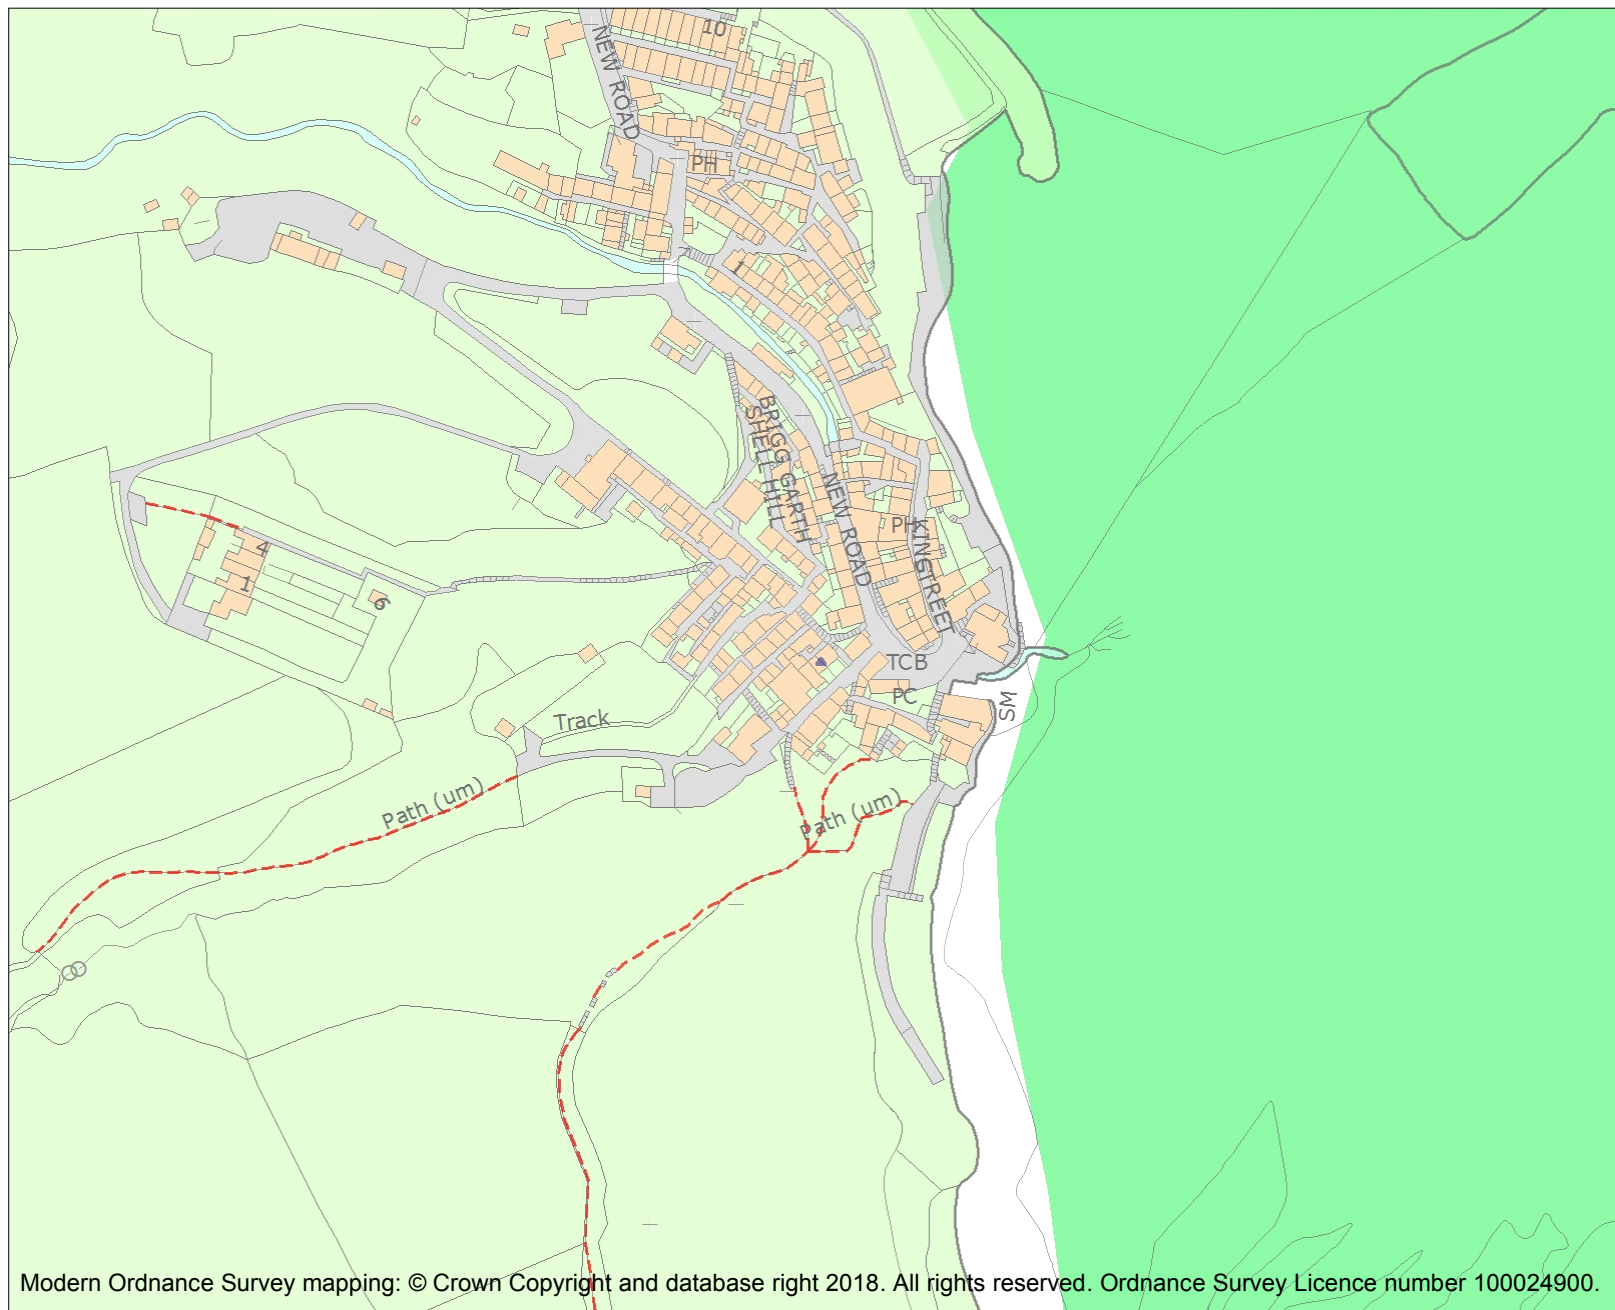 10
NEW ROAD
PH
1
BRIGG GARTH
SHELL HILL
NEW ROAD
PH
KINGSTREET
4
1
6
TCB
PC
SM
Track
Path (um)
Path (um)
Modern Ordnance Survey mapping: © Crown Copyright and database right 2018. All rights reserved. Ordnance Survey Licence number 100024900.